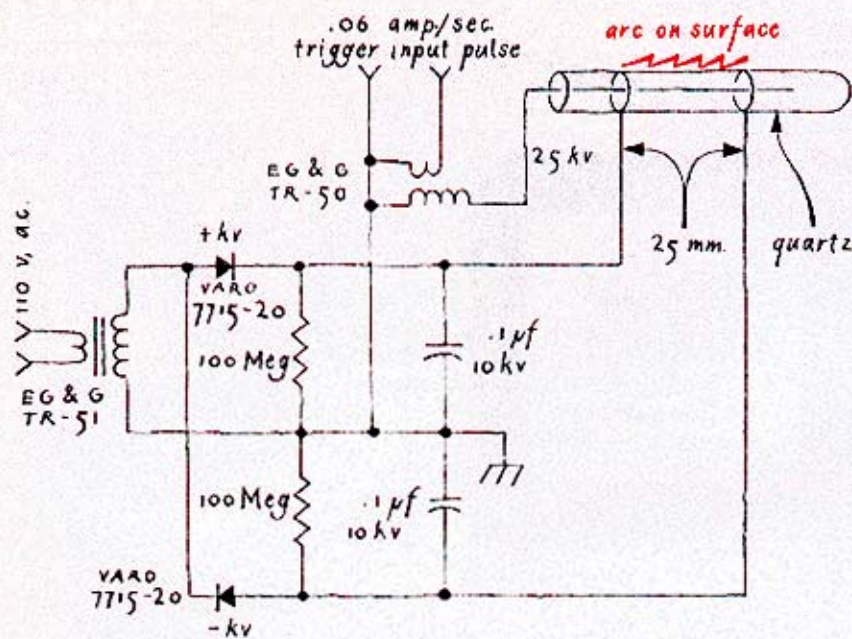 .06 amp/sec.
trigger input pulse
arc on surface
EG & G
TR-50
25 kv
25 mm.
quartz
110 V, ac.
+kv
VARO
7715-20
100 Meg
.1 µf
10 kv
EG & G
TR-51
100 Meg
.1 µf
10 kv
VARO
7715-20
-kv